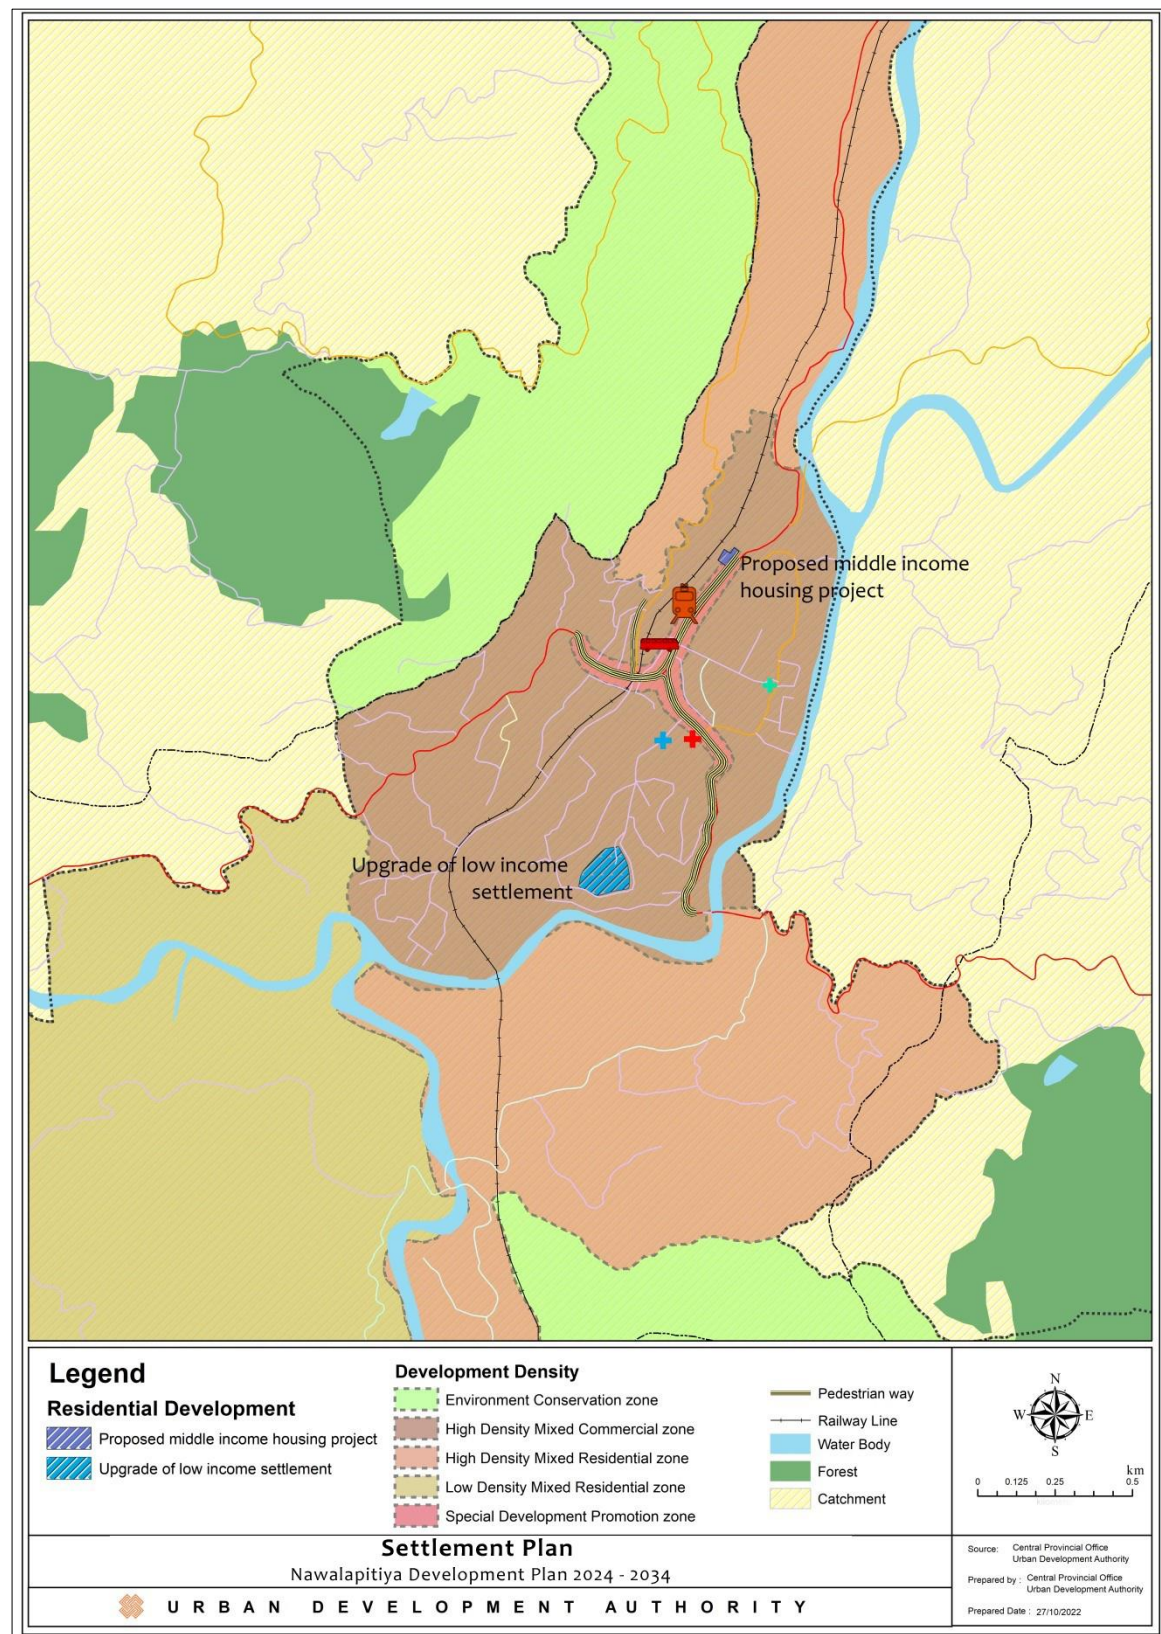 Proposed middle income
housing project
Upgrade of low income
settlement
Legend
Residential Development
Proposed middle income housing project
Upgrade of low income settlement
Development Density
Environment Conservation zone
High Density Mixed Commercial zone
High Density Mixed Residential zone
Low Density Mixed Residential zone
Special Development Promotion zone
Pedestrian way
Railway Line
Water Body
Forest
Catchment
N
W E
S
km
0 0.125 0.25 0.5
Settlement Plan
Nawalapitiya Development Plan 2024 - 2034
URBAN DEVELOPMENT AUTHORITY
Source: Central Provincial Office
Urban Development Authority
Prepared by : Central Provincial Office
Urban Development Authority
Prepared Date : 27/10/2022